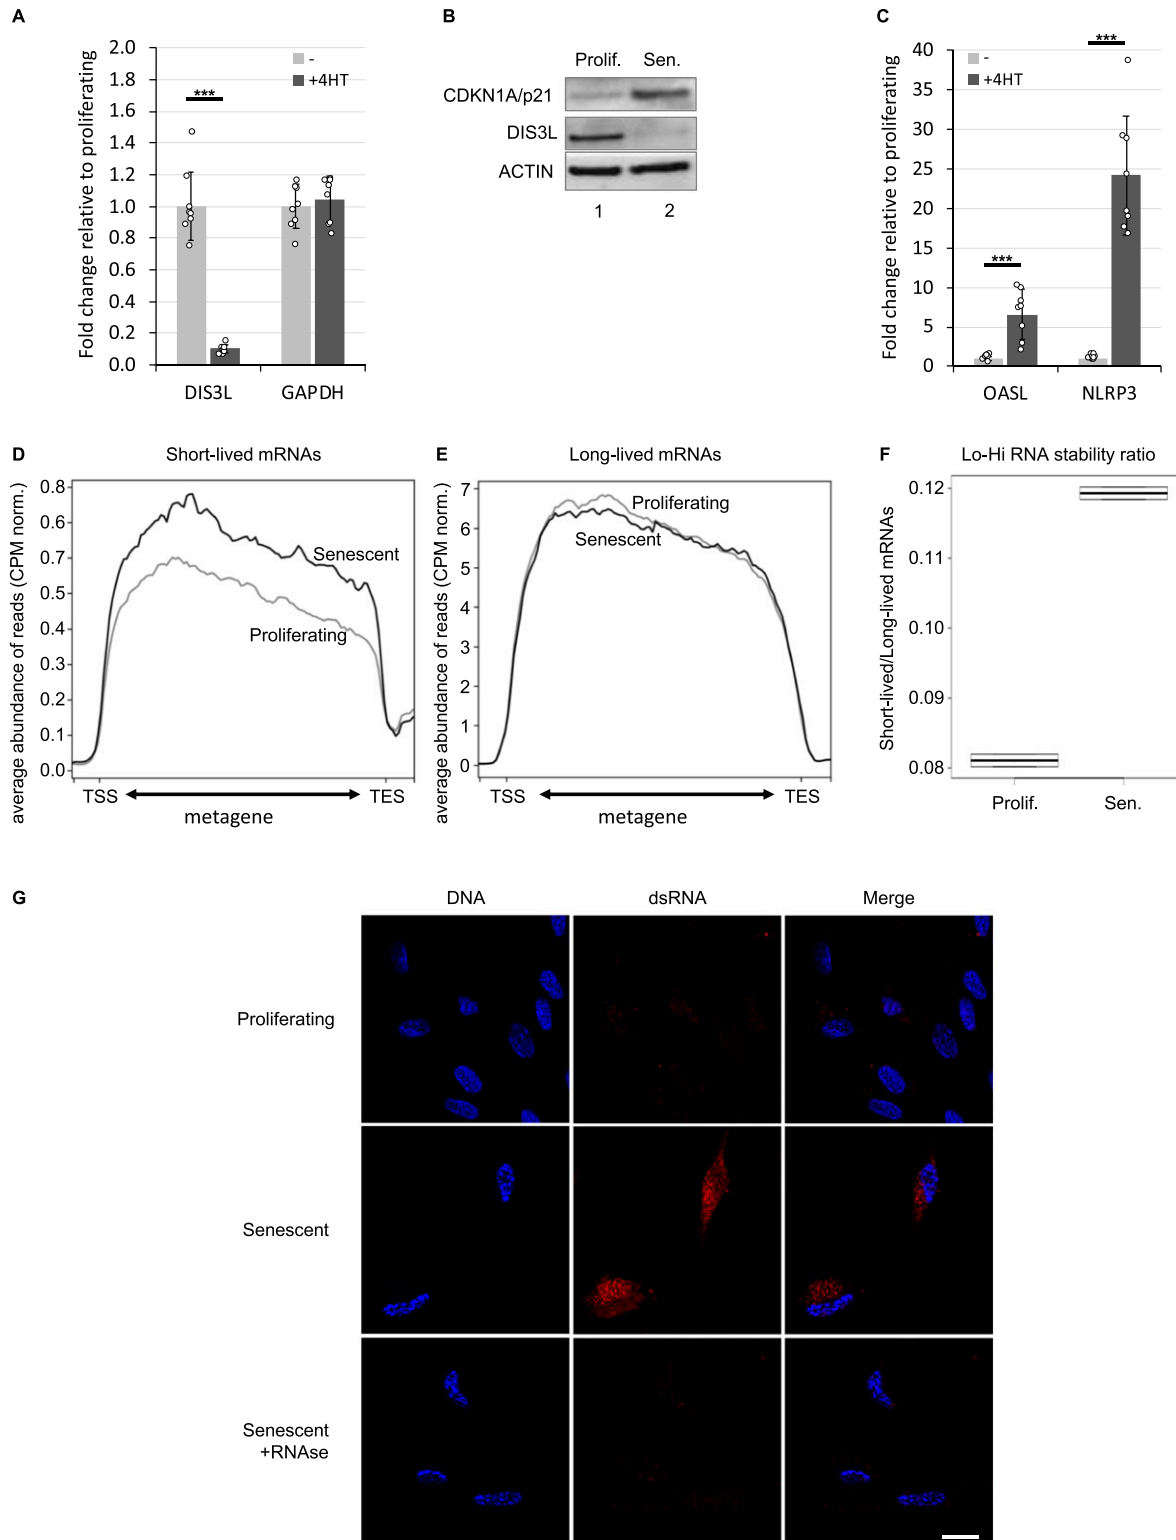 A
Fold change relative to proliferating
2.0
1.8
1.6
1.4
1.2
1.0
0.8
0.6
0.4
0.2
0.0
-
+4HT
***
DIS3L GAPDH
B
Prolif. Sen.
CDKN1A/p21
DIS3L
ACTIN
1 2
C
Fold change relative to proliferating
40
35
30
25
20
15
10
5
0
-
+4HT
***
***
OASL NLRP3
D
Short-lived mRNAs
average abundance of reads (CPM norm.)
0.8
0.6
0.7
0.5
0.4
0.3
0.2
0.1
0.0
Senescent
Proliferating
TSS TES
metagene
E
Long-lived mRNAs
average abundance of reads (CPM norm.)
7
6
5
4
3
2
1
0
Proliferating
Senescent
TSS TES
metagene
F
Lo-Hi RNA stability ratio
Short-lived/Long-lived mRNAs
0.12
0.11
0.10
0.09
0.08
Prolif. Sen.
G
DNA dsRNA Merge
Proliferating
Senescent
Senescent
+RNAse